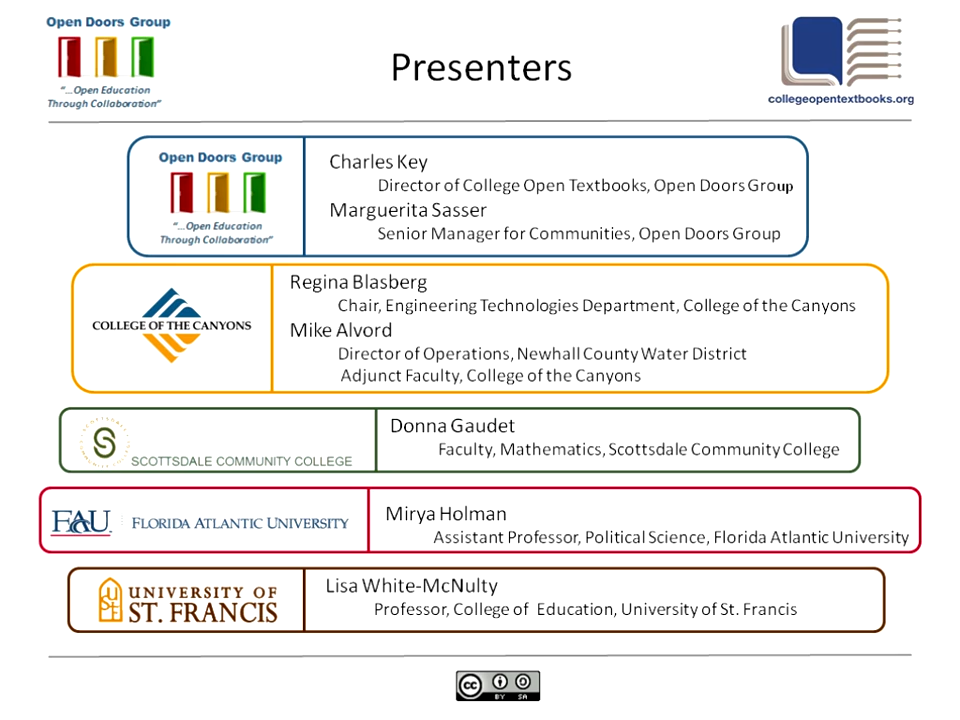 Open Doors Group
"...Open Education
Through Collaboration"
Presenters
collegeopentextbooks.org
Open Doors Group
"...Open Education
Through Collaboration"
Charles Key
Director of College Open Textbooks, Open Doors Group
Marguerita Sasser
Senior Manager for Communities, Open Doors Group
COLLEGE OF THE CANYONS
Regina Blasberg
Chair, Engineering Technologies Department, College of the Canyons
Mike Alvord
Director of Operations, Newhall County Water District
Adjunct Faculty, College of the Canyons
S
SCOTTSDALE COMMUNITY COLLEGE
Donna Gaudet
Faculty, Mathematics, Scottsdale Community College
FAU
FLORIDA ATLANTIC UNIVERSITY
Mirya Holman
Assistant Professor, Political Science, Florida Atlantic University
USF
UNIVERSITY OF
ST. FRANCIS
Lisa White-McNulty
Professor, College of Education, University of St. Francis
cc
BY SA